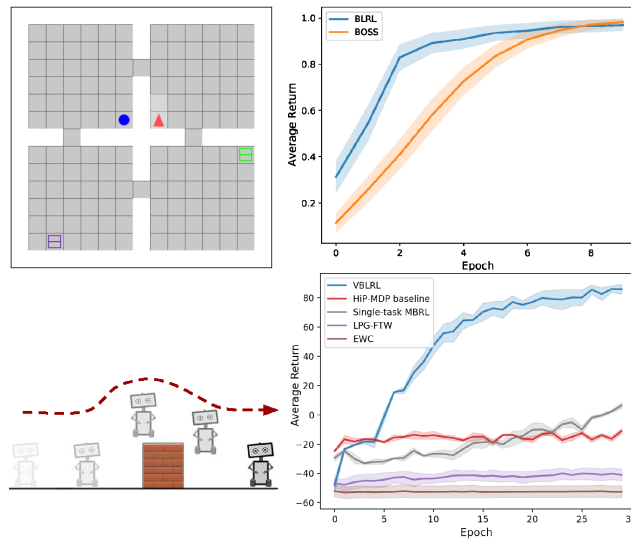 1.0
0.8
0.6
0.4
0.2
Average Return
BLRL
BOSS
0 2 4 6 8
Epoch
80
60
40
20
0
−20
−40
−60
Average Return
VBLRL
HiP-MDP baseline
Single-task MBRL
LPG-FTW
EWC
0 5 10 15 20 25 30
Epoch